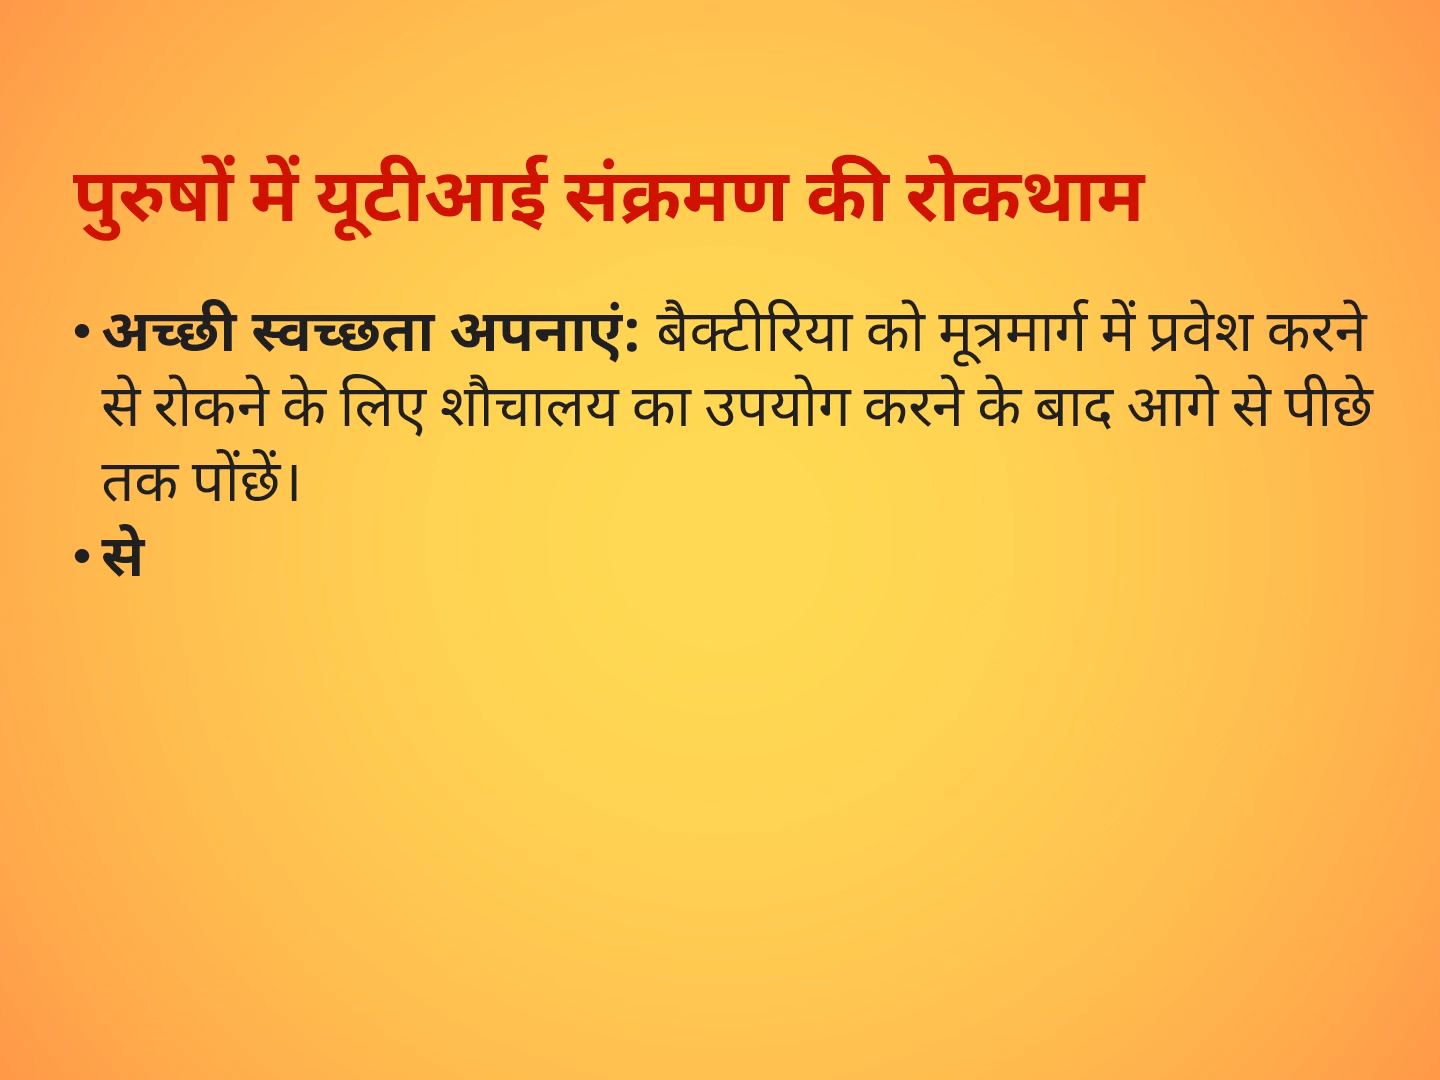 पुरुषों में यूटीआई संक्रमण की रोकथाम
• अच्छी स्वच्छता अपनाएं: बैक्टीरिया को मूत्रमार्ग में प्रवेश करने
से रोकने के लिए शौचालय का उपयोग करने के बाद आगे से पीछे
तक पोंछें।
• से